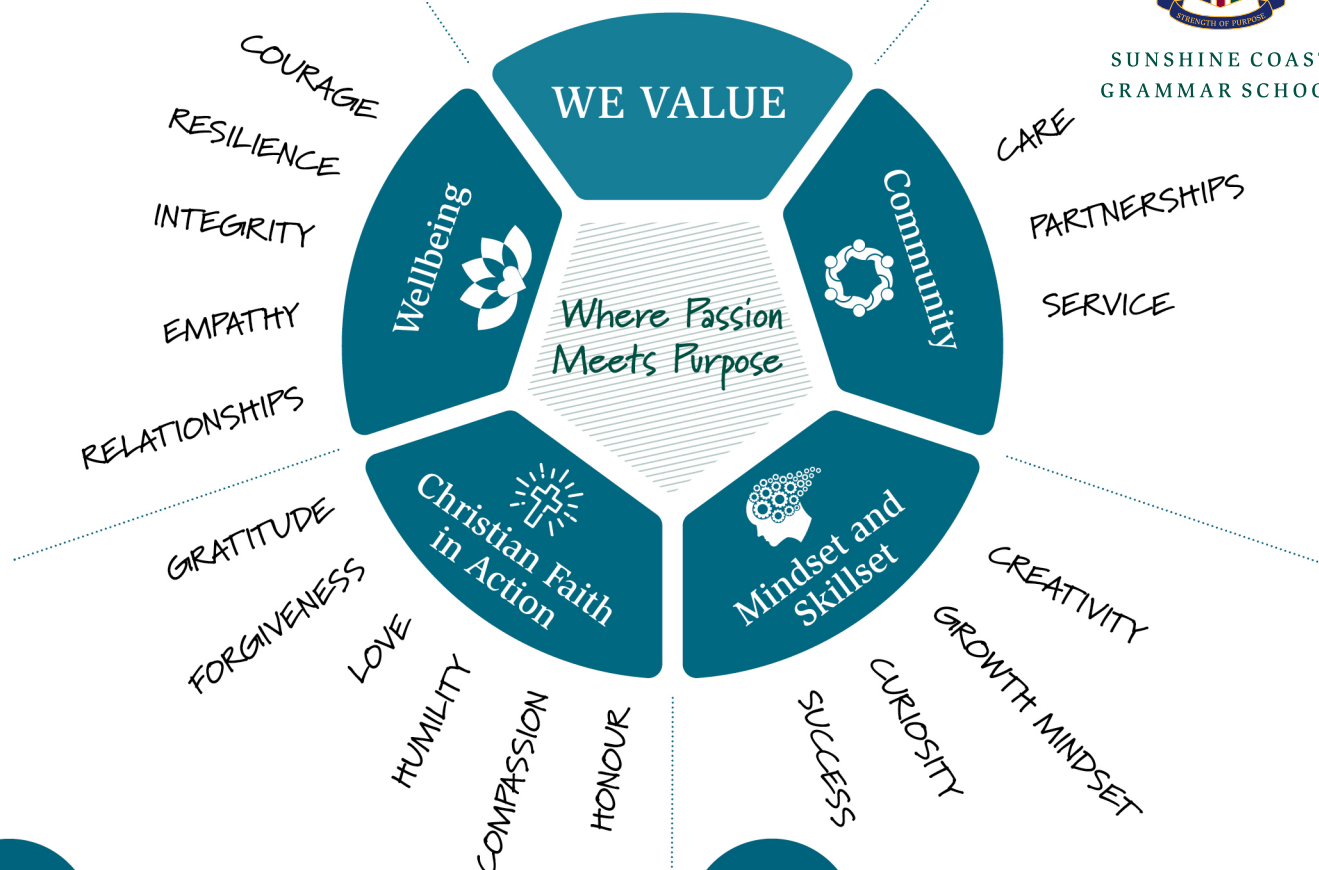 STRENGTH OF PURPOSE
SUNSHINE COAST
GRAMMAR SCHOO
WE VALUE
Wellbeing
COURAGE
RESILIENCE
INTEGRITY
EMPATHY
RELATIONSHIPS
Community
CARE
PARTNERSHIPS
SERVICE
Where Passion
Meets Purpose
Christian Faith
in Action
GRATITUDE
FORGIVENESS
LOVE
HUMILITY
COMPASSION
HONOUR
Mindset and
Skillset
CREATIVITY
GROWTH MINDSET
CURIOSITY
SUCCESS